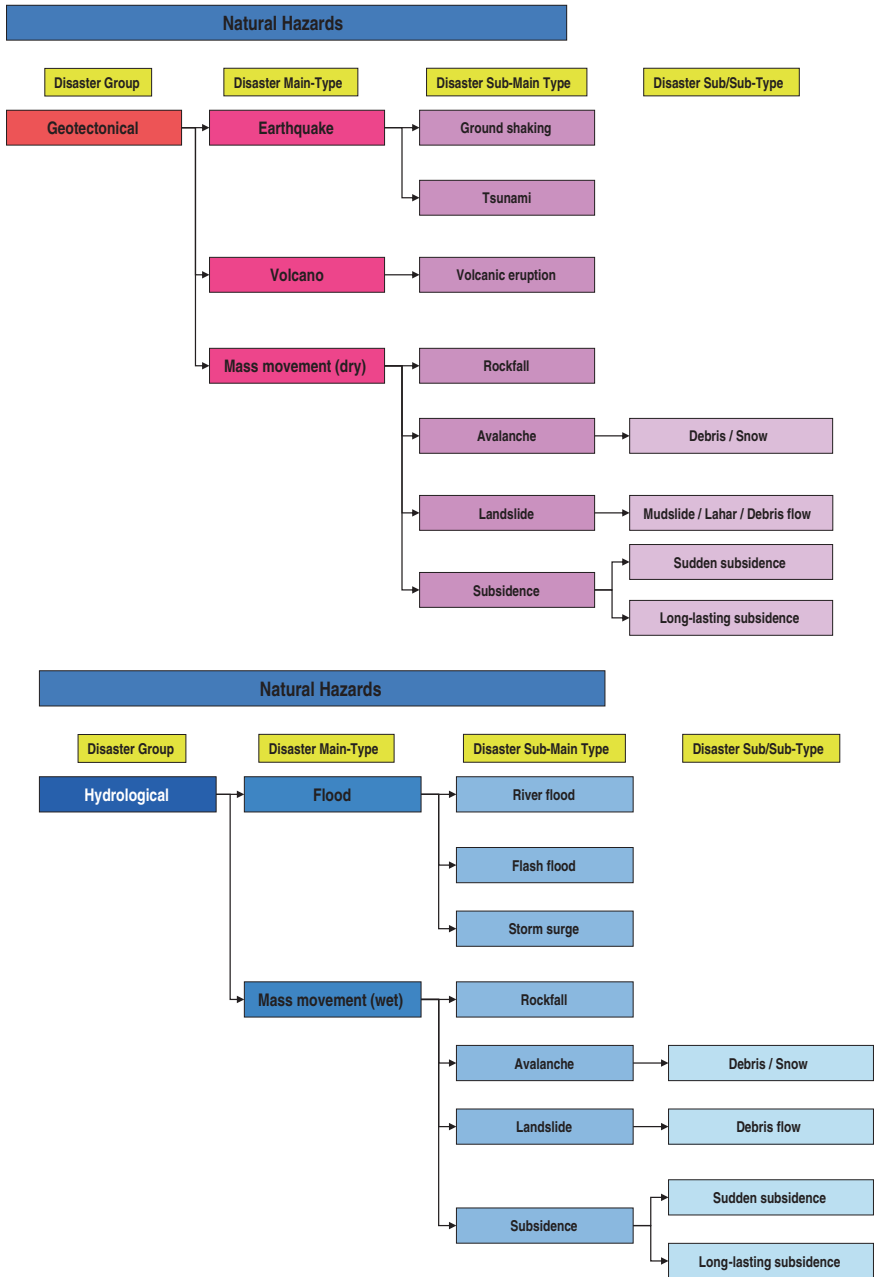 Natural Hazards
Disaster Group
Disaster Main-Type
Disaster Sub-Main Type
Disaster Sub/Sub-Type
Geotectonical
Earthquake
Ground shaking
Tsunami
Volcano
Volcanic eruption
Mass movement (dry)
Rockfall
Avalanche
Debris / Snow
Landslide
Mudslide / Lahar / Debris flow
Subsidence
Sudden subsidence
Long-lasting subsidence
Natural Hazards
Disaster Group
Disaster Main-Type
Disaster Sub-Main Type
Disaster Sub/Sub-Type
Hydrological
Flood
River flood
Flash flood
Storm surge
Mass movement (wet)
Rockfall
Avalanche
Debris / Snow
Landslide
Debris flow
Subsidence
Sudden subsidence
Long-lasting subsidence